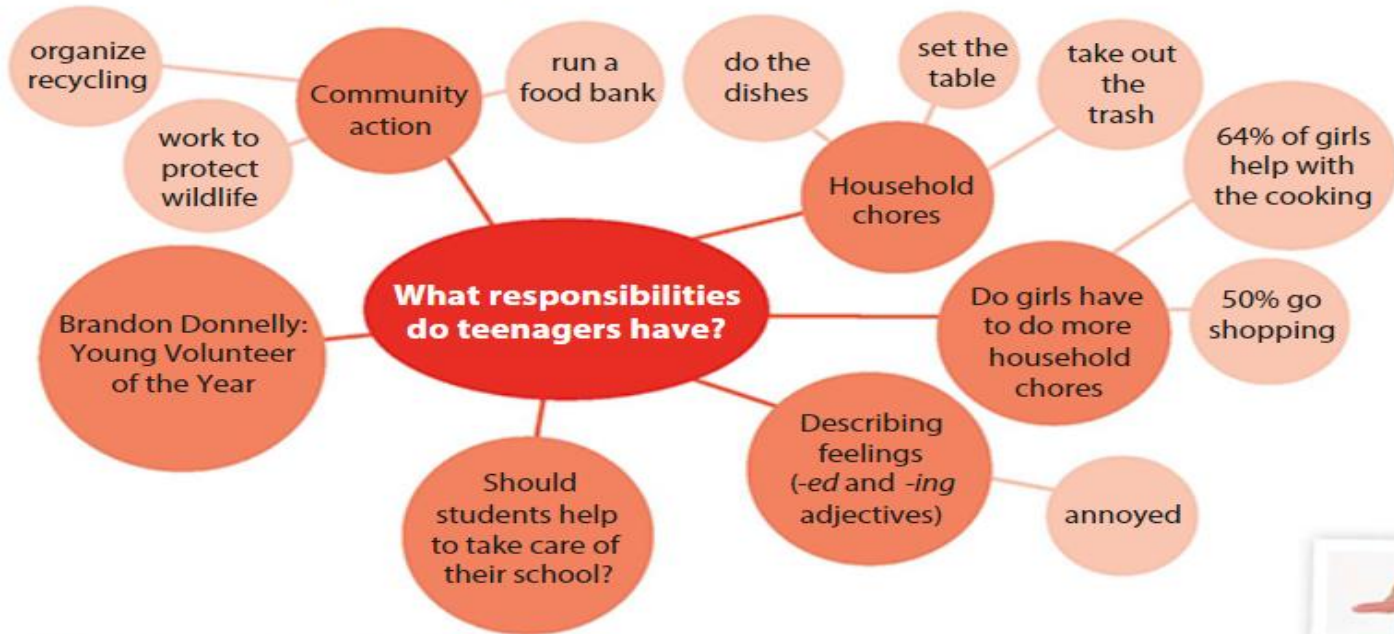 organize
recycling
Community
action
run a
food bank
work to
protect
wildlife
do the
dishes
set the
table
take out
the
trash
Household
chores
64% of girls
help with
the cooking
What responsibilities
do teenagers have?
Brandon Donnelly:
Young Volunteer
of the Year
Do girls have
to do more
household
chores
50% go
shopping
Describing
feelings
(-ed and -ing
adjectives)
annoyed
Should
students help
to take care of
their school?